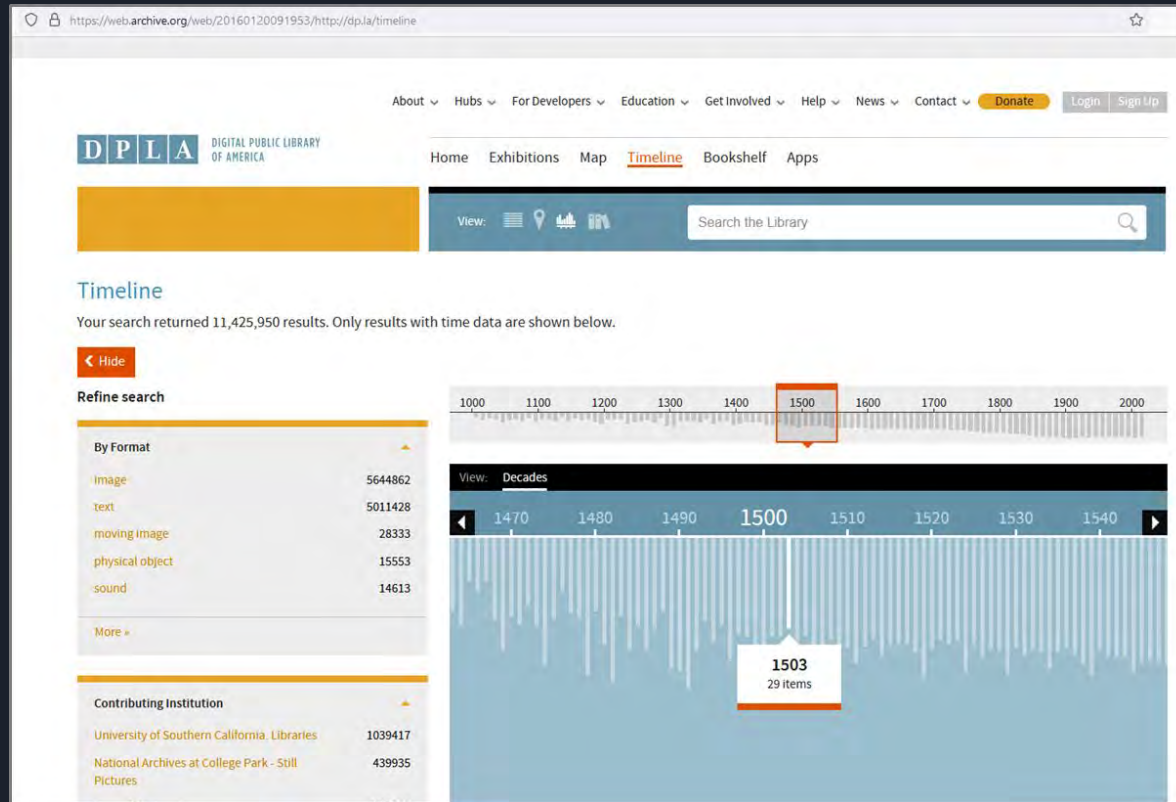 https://web.archive.org/web/20160120091953/http://dp.la/timeline
About Hubs For Developers Education Get Involved Help News Contact Donate Login Sign Up
DPLA DIGITAL PUBLIC LIBRARY
OF AMERICA
Home Exhibitions Map Timeline Bookshelf Apps
View: Search the Library
Timeline
Your search returned 11,425,950 results. Only results with time data are shown below.
Hide
Refine search
By Format
image 5644862
text 5011428
moving image 28333
physical object 15553
sound 14613
More »
Contributing Institution
University of Southern California. Libraries 1039417
National Archives at College Park - Still 439935
Pictures
1000 1100 1200 1300 1400 1500 1600 1700 1800 1900 2000
View: Decades
1470 1480 1490 1500 1510 1520 1530 1540
1503
29 items